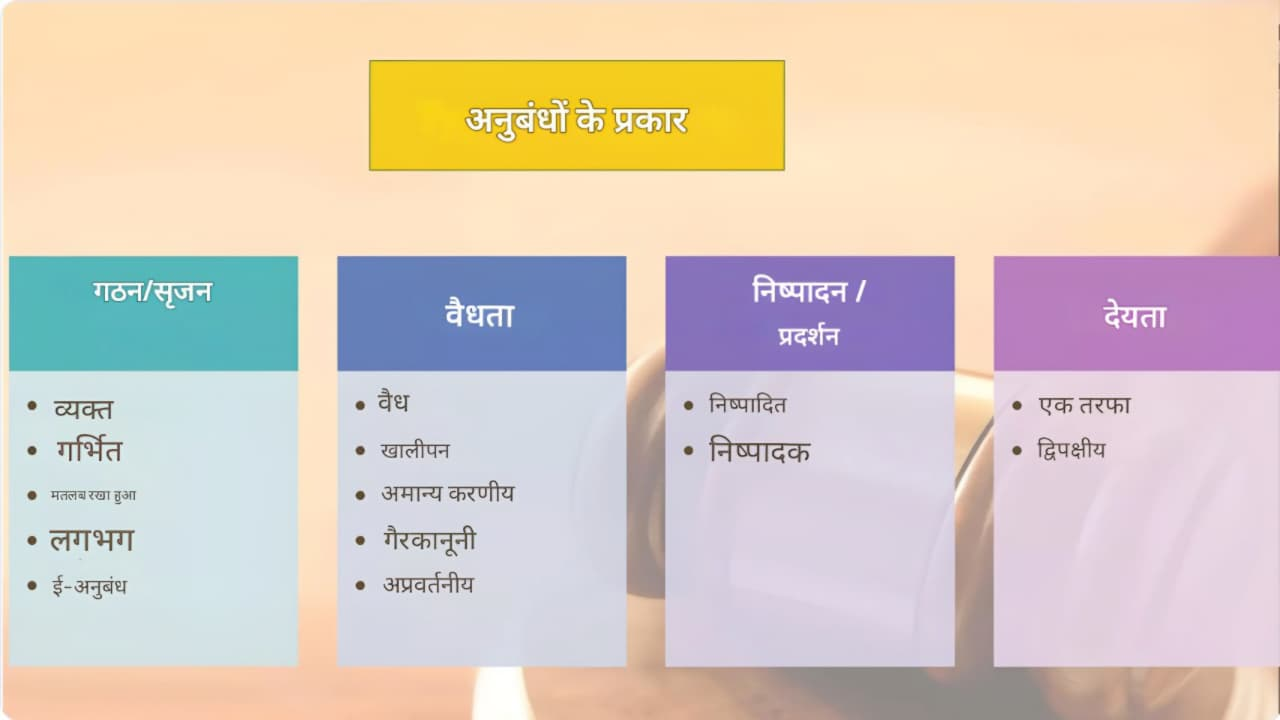 अनुबंधों के प्रकार
गठन/सृजन
व्यक्त
गर्भित
मतलब रखा हुआ
लगभग
ई-अनुबंध
वैधता
वैध
खालीपन
अमान्य करणीय
गैरकानूनी
अप्रवर्तनीय
निष्पादन /
प्रदर्शन
निष्पादित
निष्पादक
देयता
एक तरफा
द्विपक्षीय